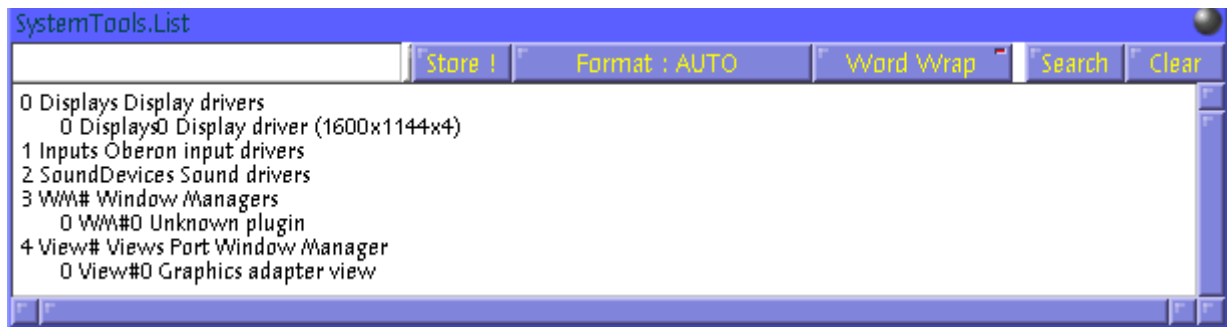 SystemTools.List
Store ! Format : AUTO Word Wrap Search Clear
0 Displays Display drivers
0 Displays0 Display driver (1600x1144x4)
1 Inputs Oberon input drivers
2 SoundDevices Sound drivers
3 WM# Window Managers
0 WM#0 Unknown plugin
4 View# Views Port Window Manager
0 View#0 Graphics adapter view